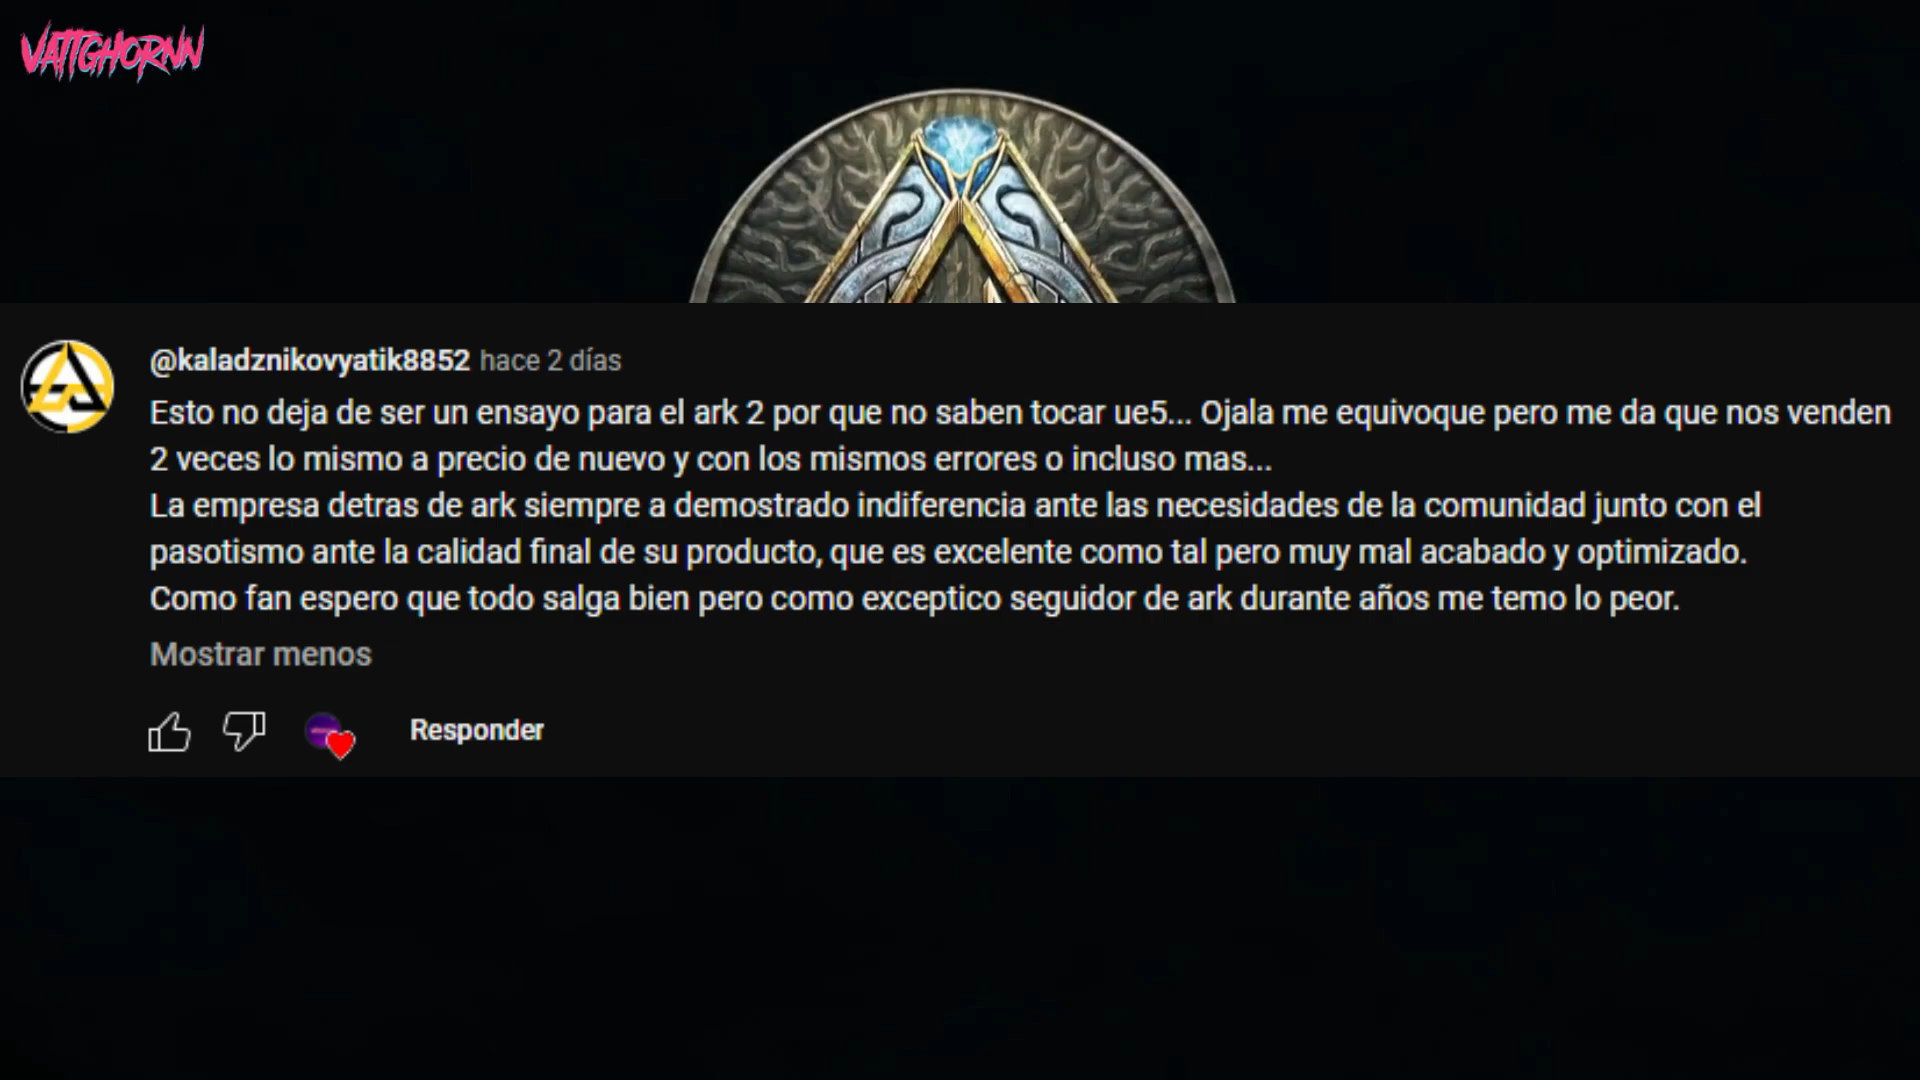 VATTGHORNN
@kaladznikovyatik8852 hace 2 días
Esto no deja de ser un ensayo para el ark 2 por que no saben tocar ue5... Ojala me equivoque pero me da que nos venden
2 veces lo mismo a precio de nuevo y con los mismos errores o incluso mas...
La empresa detras de ark siempre a demostrado indiferencia ante las necesidades de la comunidad junto con el
pasotismo ante la calidad final de su producto, que es excelente como tal pero muy mal acabado y optimizado.
Como fan espero que todo salga bien pero como exceptico seguidor de ark durante años me temo lo peor.
Mostrar menos
Responder